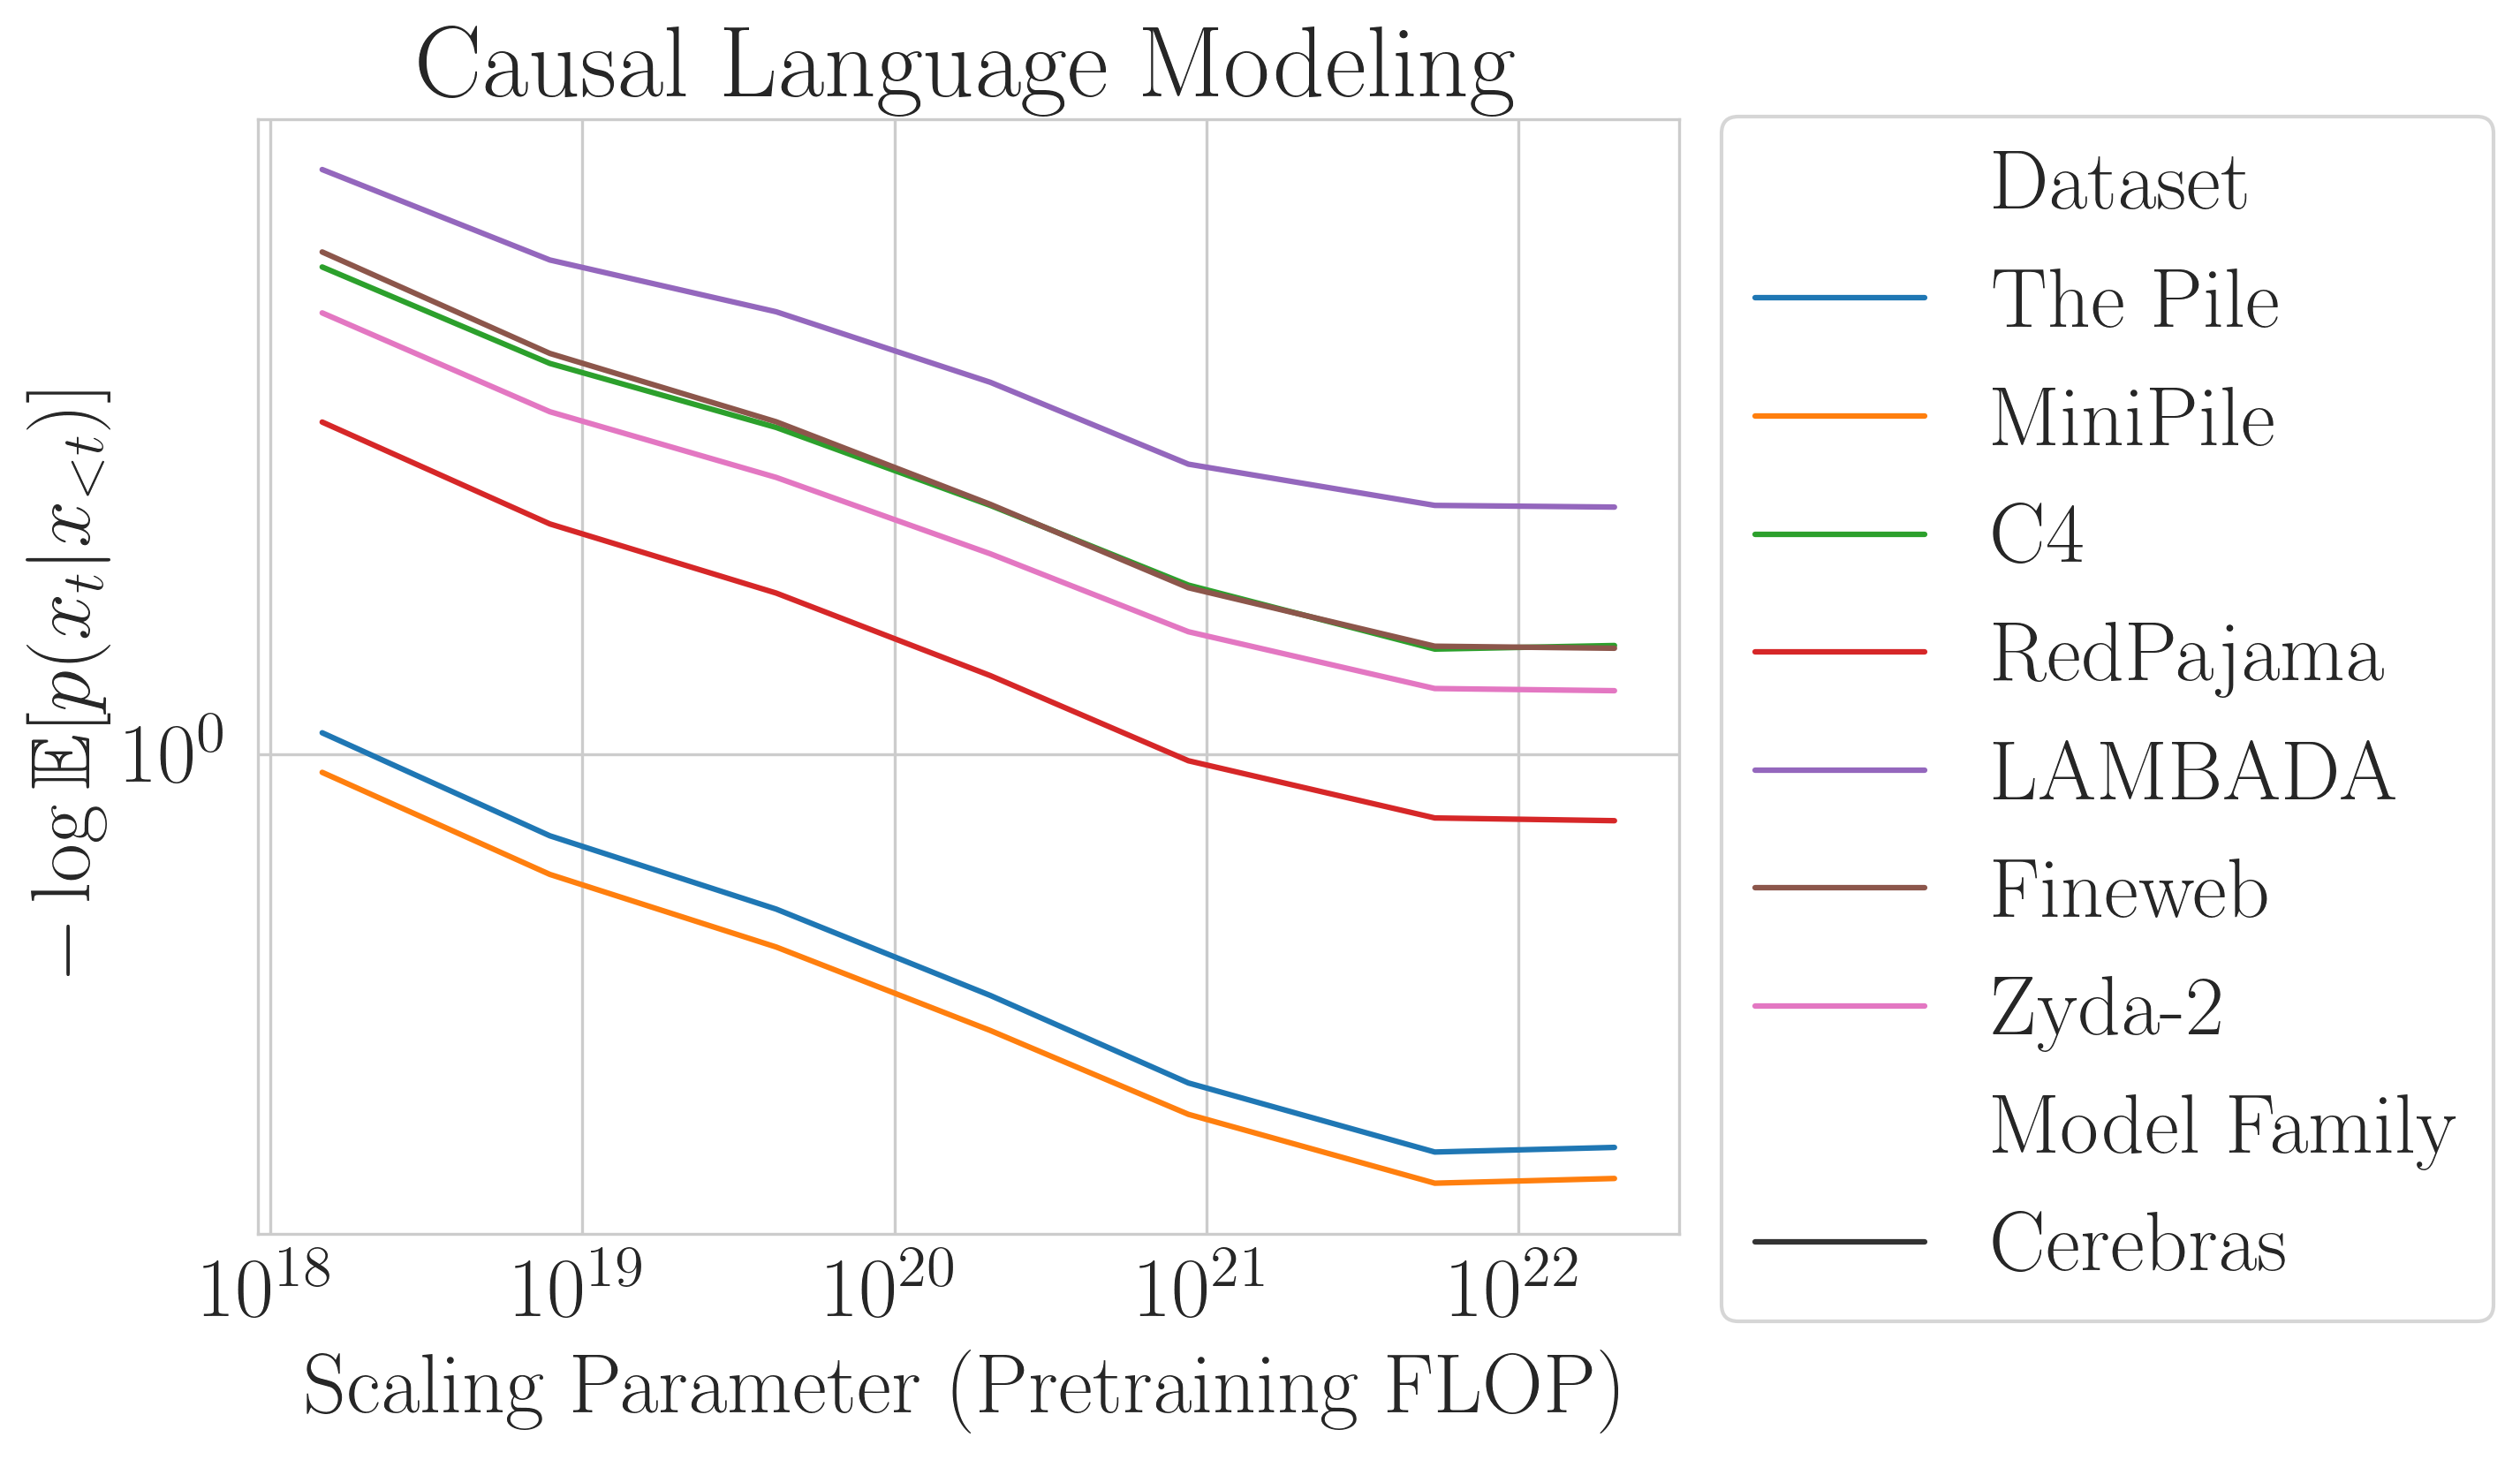 Causal Language Modeling
− log 𝔼[p(x_t|x_{<t})]
10^0
10^18 10^19 10^20 10^21 10^22
Scaling Parameter (Pretraining FLOP)
Dataset
The Pile
MiniPile
C4
RedPajama
LAMBADA
Fineweb
Zyda-2
Model Family
Cerebras